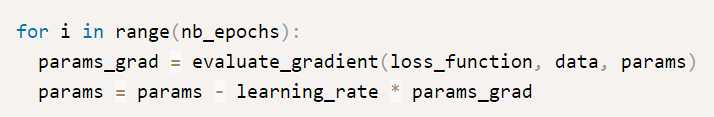 for i in range(nb_epochs):
  params_grad = evaluate_gradient(loss_function, data, params)
  params = params - learning_rate * params_grad